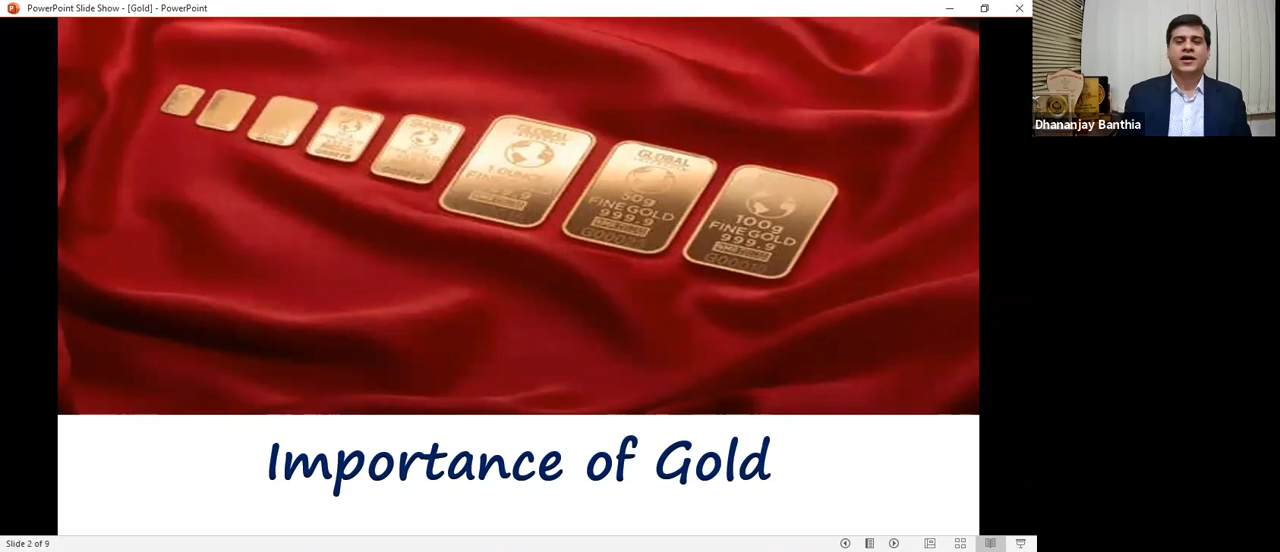 PowerPoint Slide Show - [Gold] - PowerPoint
Dhananjay Banthia
GLOBAL
GLOBAL
1 OUNCE
GLOBAL
50g
FINE GOLD
999.9
100g
FINE GOLD
999.9
Importance of Gold
Slide 2 of 9